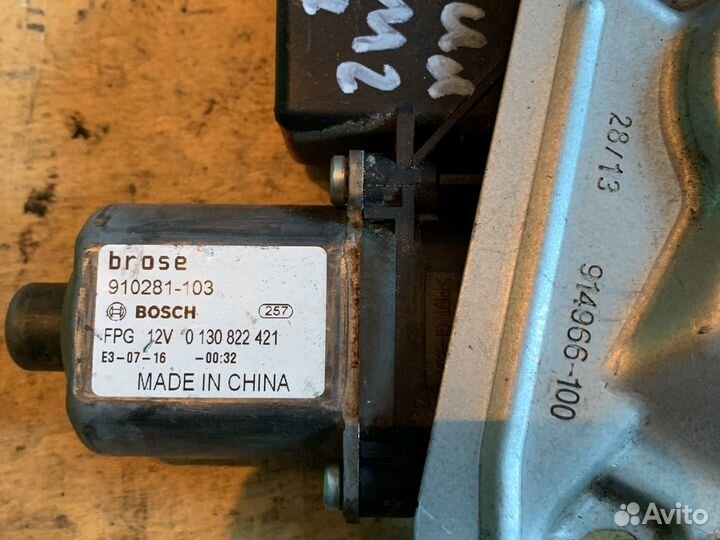 brose
910281-103
BOSCH 257
FPG 12V 0 130 822 421
E3-07-16 -00:32
MADE IN CHINA
28/13
914966-100
Avito